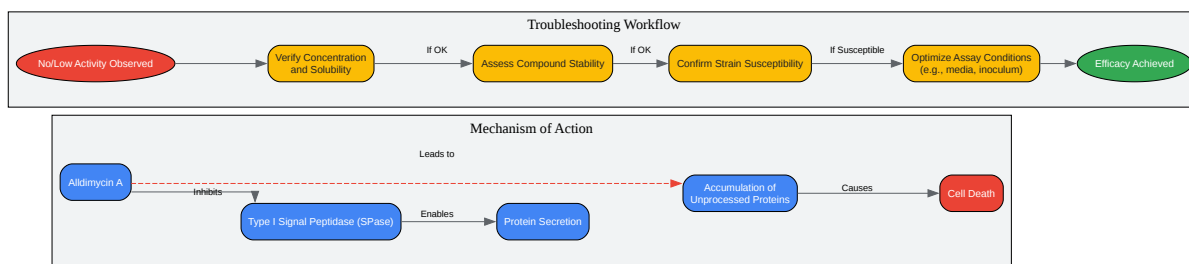 Troubleshooting Workflow
No/Low Activity Observed
Verify Concentration
and Solubility
If OK
Assess Compound Stability
If OK
Confirm Strain Susceptibility
If Susceptible
Optimize Assay Conditions
(e.g., media, inoculum)
Efficacy Achieved
Mechanism of Action
Leads to
Alldimycin A
Inhibits
Type I Signal Peptidase (SPase)
Enables
Protein Secretion
Accumulation of
Unprocessed Proteins
Causes
Cell Death